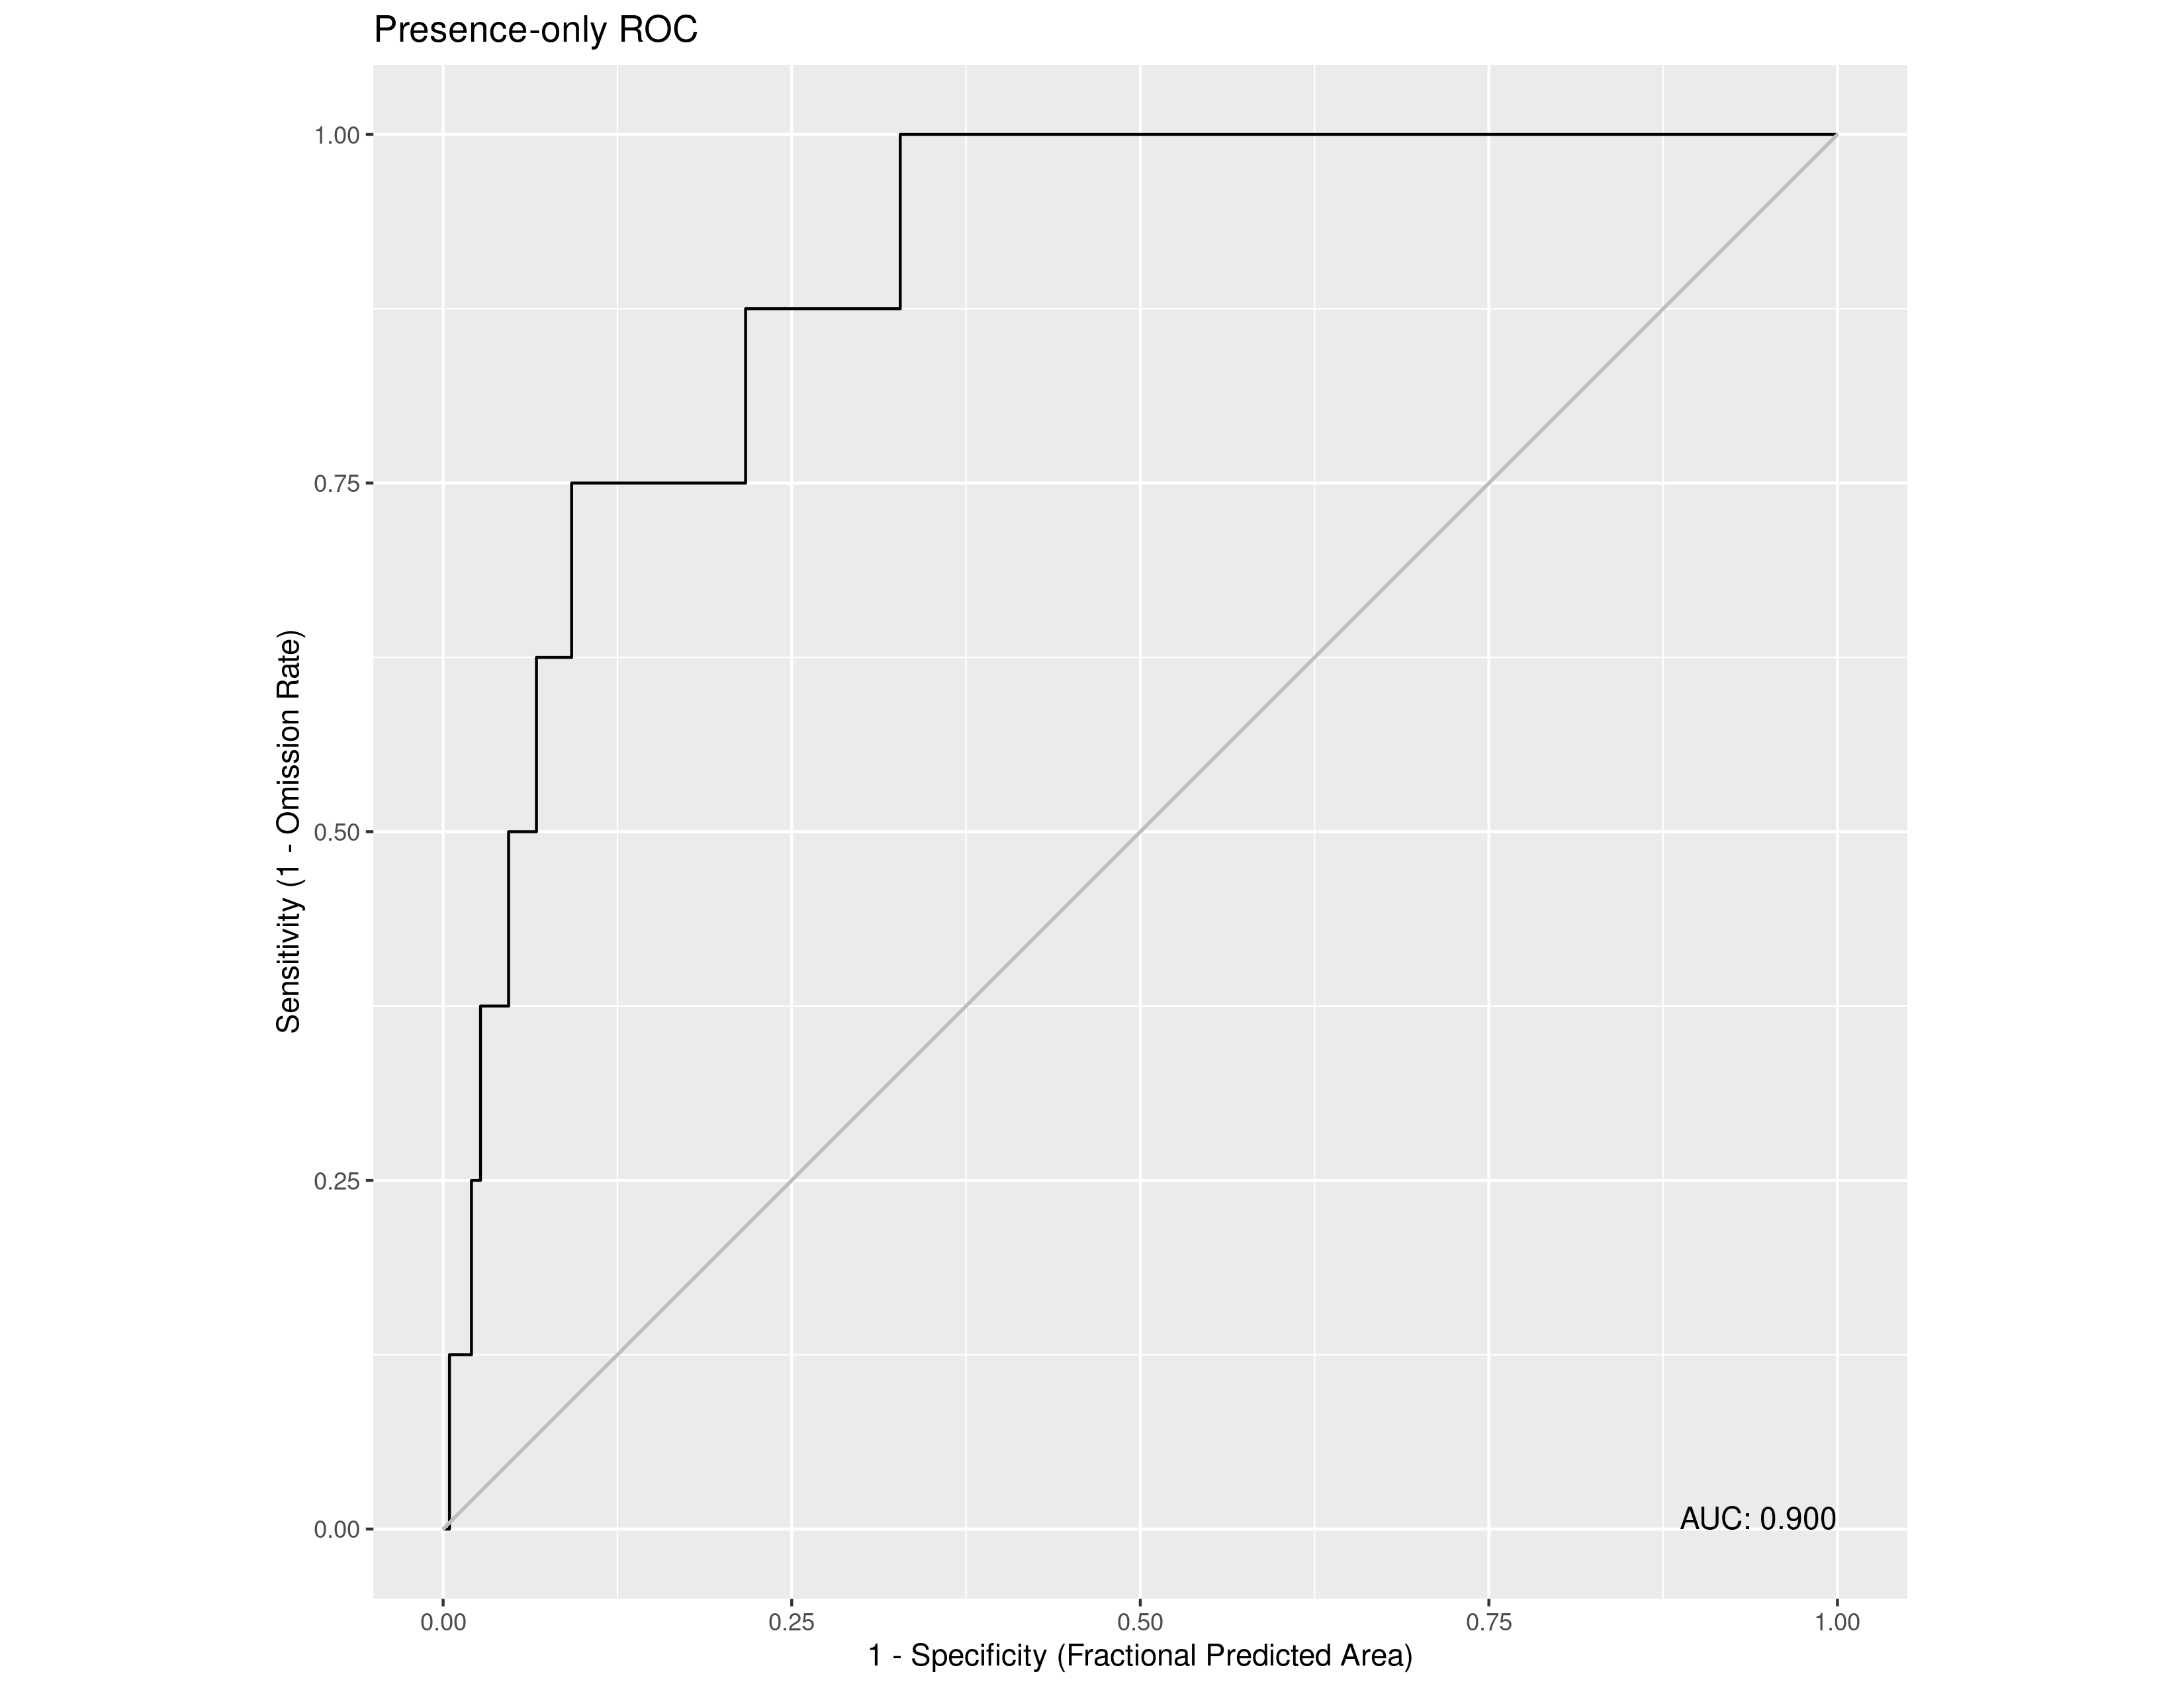 Presence-only ROC
1.00
0.75
0.50
0.25
0.00
Sensitivity (1 - Omission Rate)
AUC: 0.900
0.00 0.25 0.50 0.75 1.00
1 - Specificity (Fractional Predicted Area)